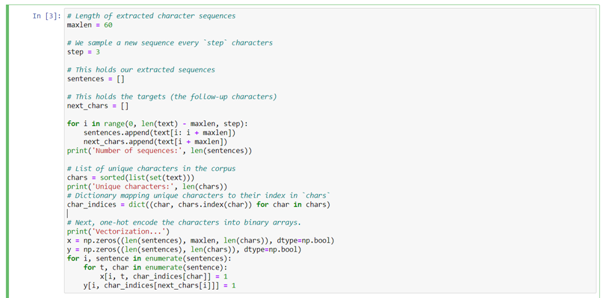 In [3]: # Length of extracted character sequences
maxlen = 60
# We sample a new sequence every `step` characters
step = 3
# This holds our extracted sequences
sentences = []
# This holds the targets (the follow-up characters)
next_chars = []
for i in range(0, len(text) - maxlen, step):
    sentences.append(text[i: i + maxlen])
    next_chars.append(text[i + maxlen])
print('Number of sequences:', len(sentences))
# List of unique characters in the corpus
chars = sorted(list(set(text)))
print('Unique characters:', len(chars))
# Dictionary mapping unique characters to their index in `chars`
char_indices = dict((char, chars.index(char)) for char in chars)
# Next, one-hot encode the characters into binary arrays.
print('Vectorization...')
x = np.zeros((len(sentences), maxlen, len(chars)), dtype=np.bool)
y = np.zeros((len(sentences), len(chars)), dtype=np.bool)
for i, sentence in enumerate(sentences):
    for t, char in enumerate(sentence):
        x[i, t, char_indices[char]] = 1
    y[i, char_indices[next_chars[i]]] = 1